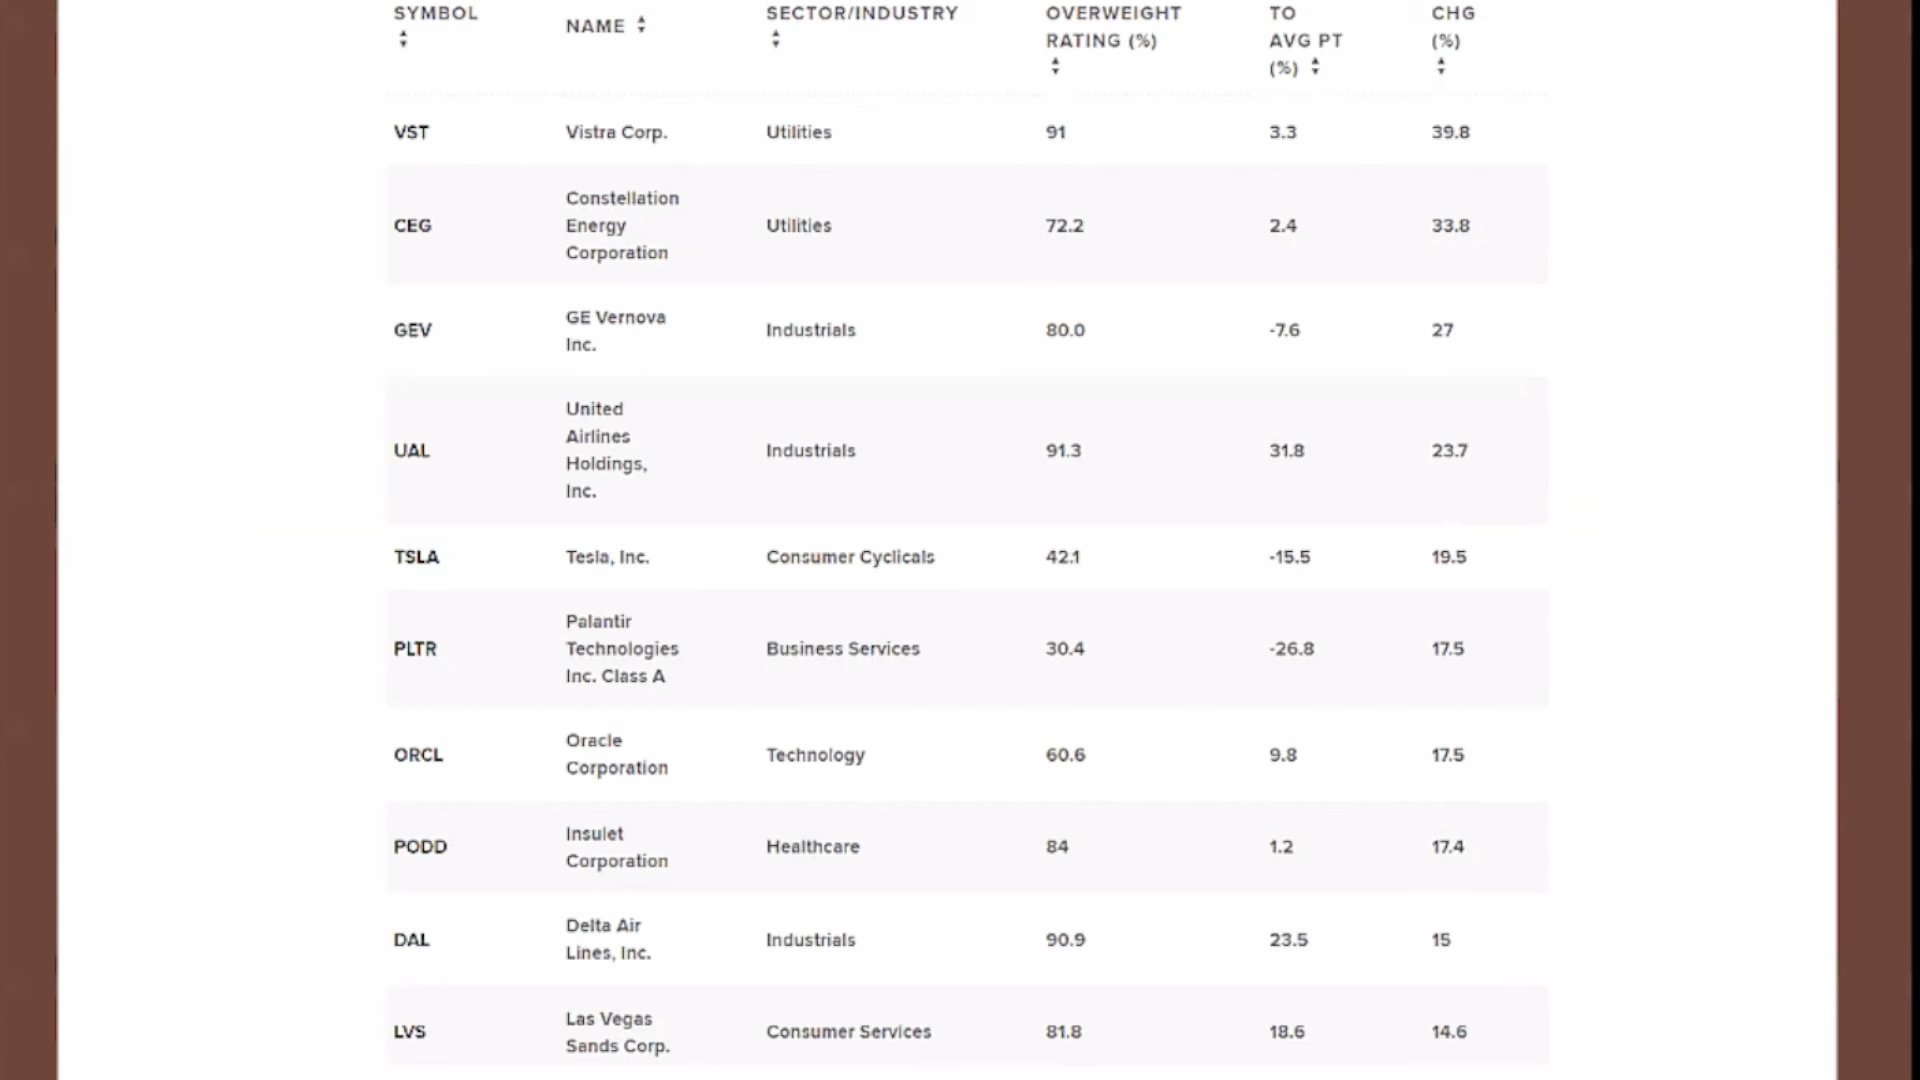 SYMBOL
NAME
SECTOR/INDUSTRY
OVERWEIGHT
RATING (%)
TO
AVG PT
(%)
CHG
(%)
VST
Vistra Corp.
Utilities
91
3.3
39.8
CEG
Constellation
Energy
Corporation
Utilities
72.2
2.4
33.8
GEV
GE Vernova
Inc.
Industrials
80.0
-7.6
27
UAL
United
Airlines
Holdings,
Inc.
Industrials
91.3
31.8
23.7
TSLA
Tesla, Inc.
Consumer Cyclicals
42.1
-15.5
19.5
PLTR
Palantir
Technologies
Inc. Class A
Business Services
30.4
-26.8
17.5
ORCL
Oracle
Corporation
Technology
60.6
9.8
17.5
PODD
Insulet
Corporation
Healthcare
84
1.2
17.4
DAL
Delta Air
Lines, Inc.
Industrials
90.9
23.5
15
LVS
Las Vegas
Sands Corp.
Consumer Services
81.8
18.6
14.6